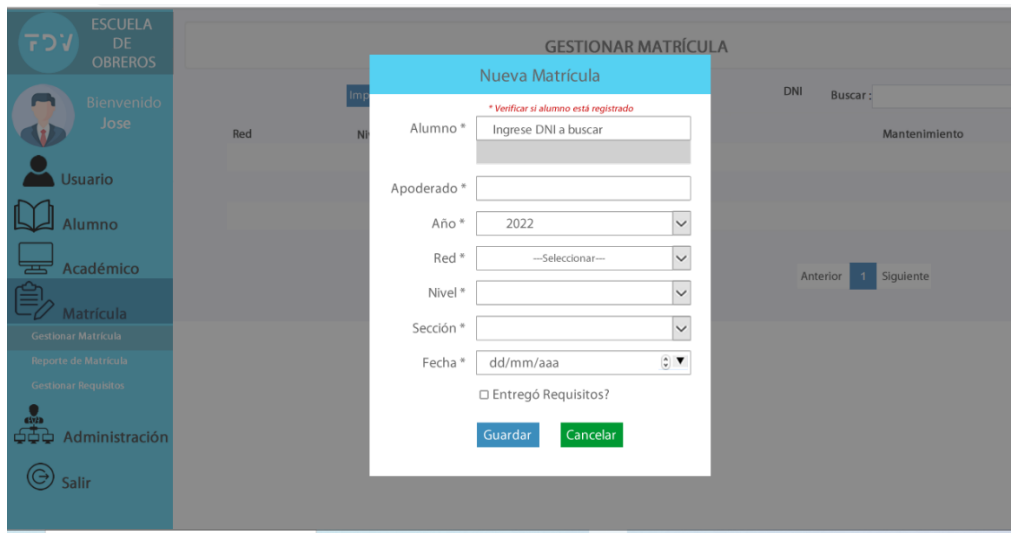 FDV
ESCUELA
DE
OBREROS
Bienvenido
Jose
Usuario
Alumno
Académico
Matrícula
Gestionar Matrícula
Reporte de Matrícula
Gestionar Requisitos
Administración
Salir
GESTIONAR MATRÍCULA
DNI Buscar :
Red
Mantenimiento
Anterior 1 Siguiente
Nueva Matrícula
* Verificar si alumno está registrado
Alumno * Ingrese DNI a buscar
Apoderado *
Año * 2022
Red * ---Seleccionar---
Nivel *
Sección *
Fecha * dd/mm/aaa
Entregó Requisitos?
Guardar Cancelar